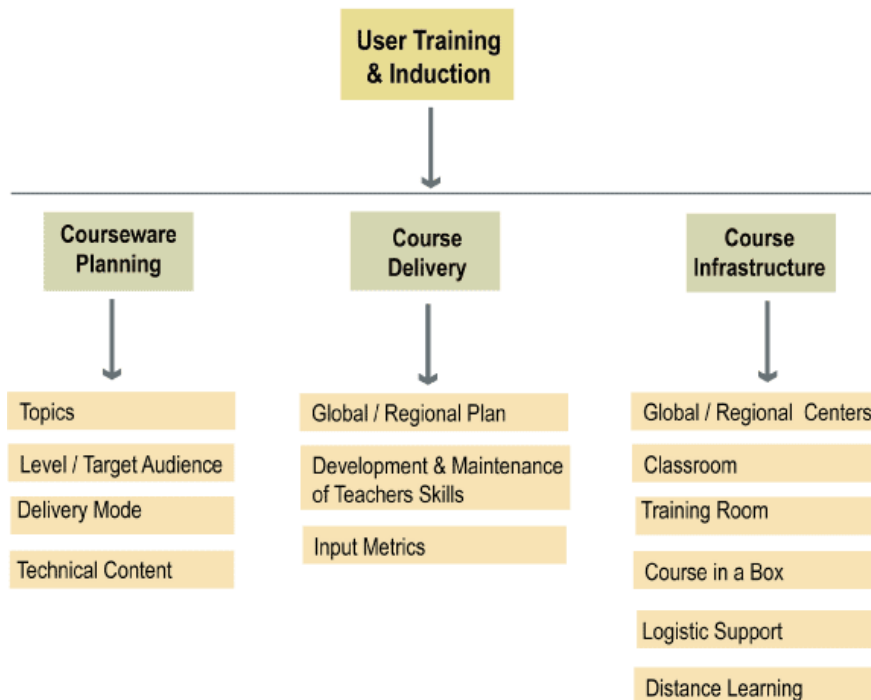 User Training
& Induction
Courseware
Planning
Course
Delivery
Course
Infrastructure
Topics
Level / Target Audience
Delivery Mode
Technical Content
Global / Regional Plan
Development & Maintenance
of Teachers Skills
Input Metrics
Global / Regional Centers
Classroom
Training Room
Course in a Box
Logistic Support
Distance Learning